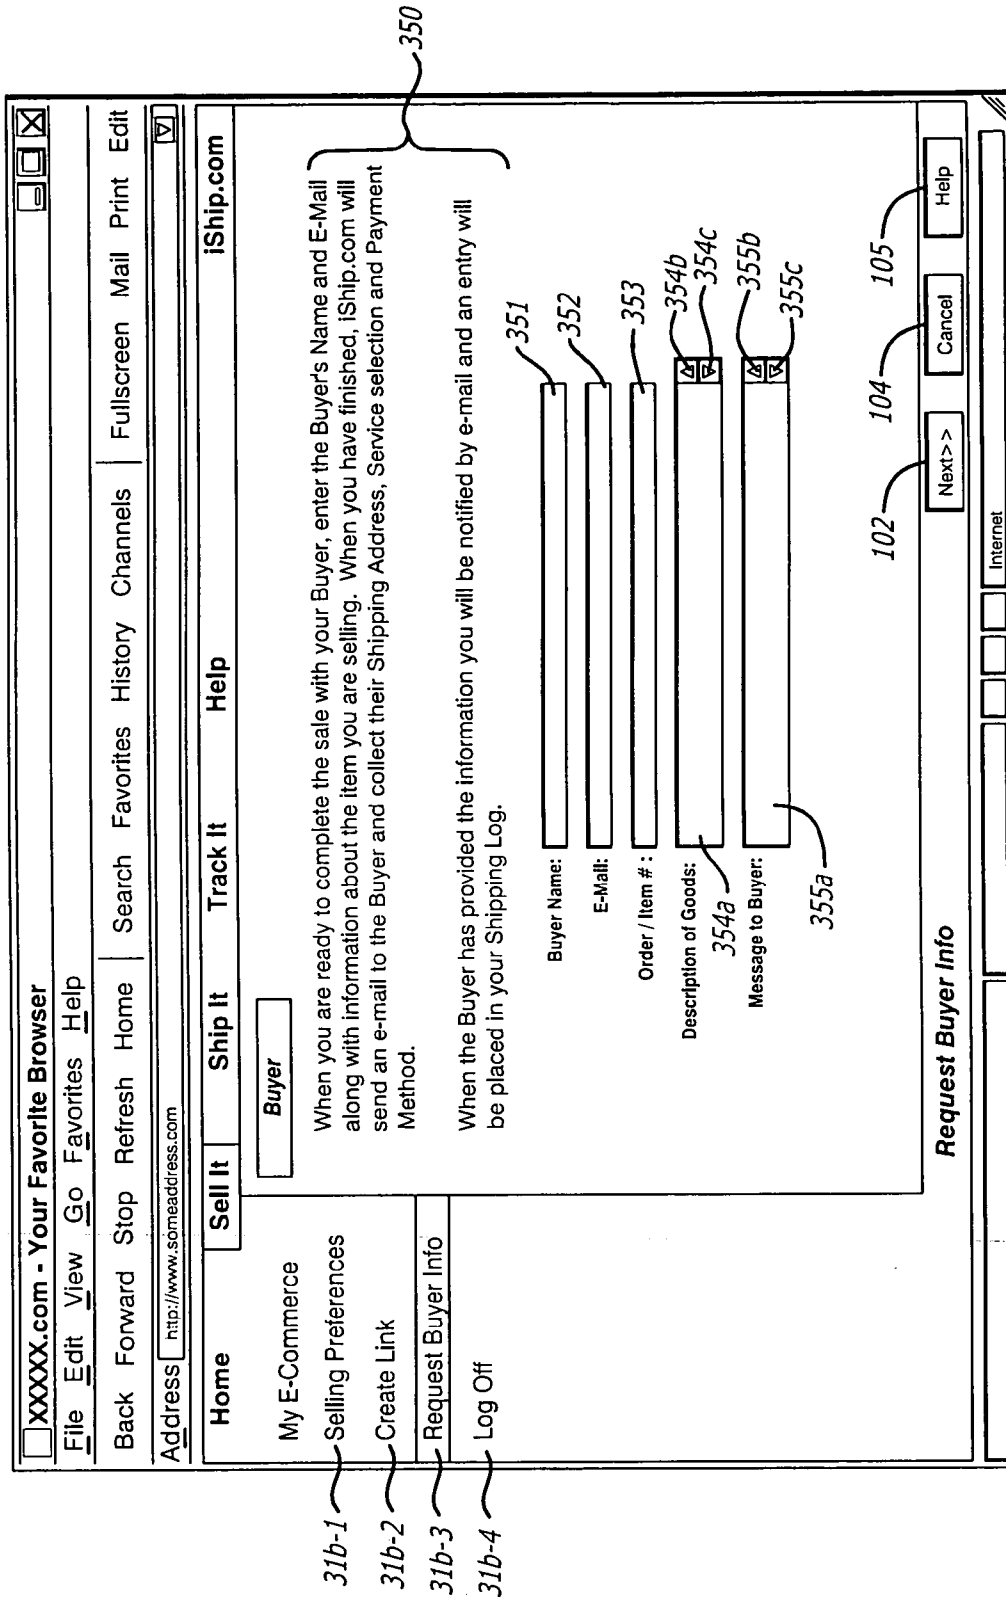 XXXXX.com - Your Favorite Browser
File Edit View Go Favorites Help
Back Forward Stop Refresh Home Search Favorites History Channels Fullscreen Mail Print Edit
Address http://www.someaddress.com
Home Sell It Ship It Track It Help iShip.com
My E-Commerce
31b-1 Selling Preferences
31b-2 Create Link
31b-3 Request Buyer Info
31b-4 Log Off
Buyer
When you are ready to complete the sale with your Buyer, enter the Buyer's Name and E-Mail
along with information about the item you are selling. When you have finished, iShip.com will
send an e-mail to the Buyer and collect their Shipping Address, Service selection and Payment
Method.
350
When the Buyer has provided the information you will be notified by e-mail and an entry will
be placed in your Shipping Log.
Buyer Name: 351
E-Mail: 352
Order / Item # : 353
Description of Goods: 354a 354b 354c
Message to Buyer: 355a 355b 355c
102 104 105
Next>> Cancel Help
Request Buyer Info
Internet